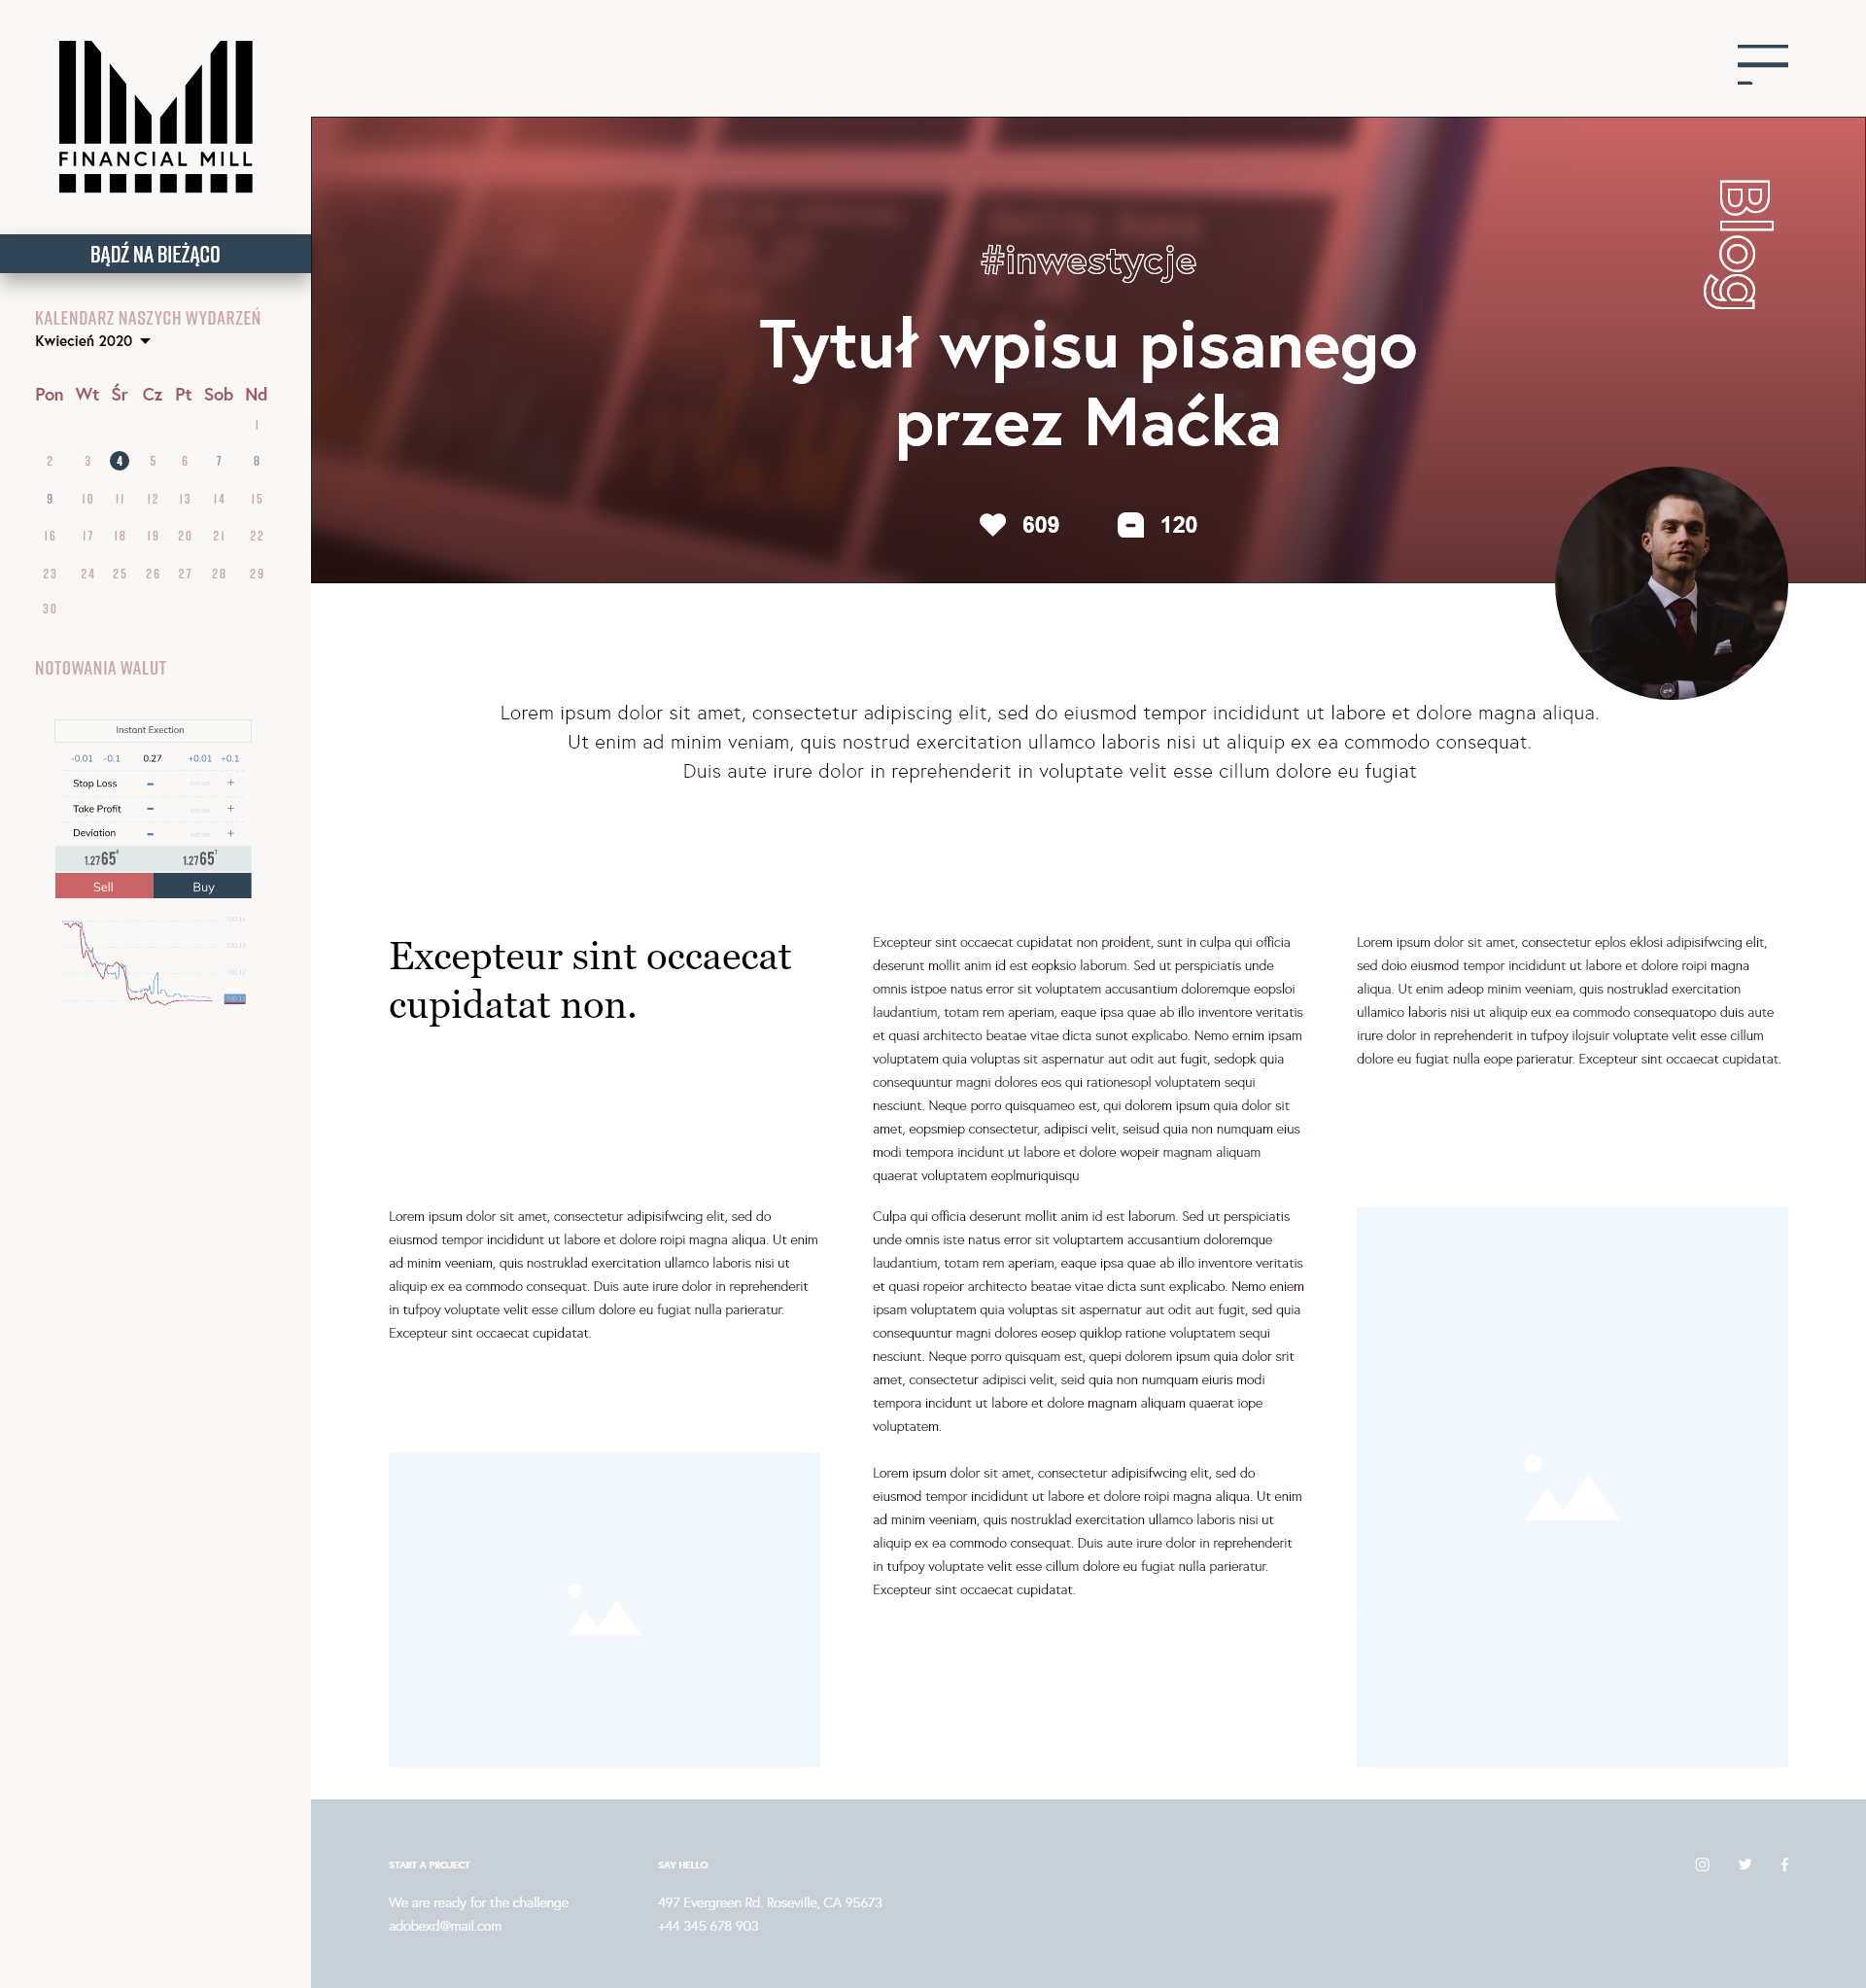 FINANCIAL MILL
BĄDŹ NA BIEŻĄCO
KALENDARZ NASZYCH WYDARZEŃ
Kwiecień 2020
Pon Wt Śr Cz Pt Sob Nd
1
2 3 4 5 6 7 8
9 10 11 12 13 14 15
16 17 18 19 20 21 22
23 24 25 26 27 28 29
30
NOTOWANIA WALUT
Instant Exection
-0.01 -0.1 0.27 +0.01 +0.1
Stop Loss - not set +
Take Profit - not set +
Deviation - not set +
1.27656 1.27657
Sell Buy
700.14
700.13
700.12
700.11
Blog
#inwestycje
Tytuł wpisu pisanego
przez Maćka
609 120
Lorem ipsum dolor sit amet, consectetur adipiscing elit, sed do eiusmod tempor incididunt ut labore et dolore magna aliqua.
Ut enim ad minim veniam, quis nostrud exercitation ullamco laboris nisi ut aliquip ex ea commodo consequat.
Duis aute irure dolor in reprehenderit in voluptate velit esse cillum dolore eu fugiat
Excepteur sint occaecat
cupidatat non.
Excepteur sint occaecat cupidatat non proident, sunt in culpa qui officia
deserunt mollit anim id est eopksio laborum. Sed ut perspiciatis unde
omnis istpoe natus error sit voluptatem accusantium doloremque eopsloi
laudantium, totam rem aperiam, eaque ipsa quae ab illo inventore veritatis
et quasi architecto beatae vitae dicta sunot explicabo. Nemo ernim ipsam
voluptatem quia voluptas sit aspernatur aut odit aut fugit, sedopk quia
consequuntur magni dolores eos qui rationesopl voluptatem sequi
nesciunt. Neque porro quisquameo est, qui dolorem ipsum quia dolor sit
amet, eopsmiep consectetur, adipisci velit, seisud quia non numquam eius
modi tempora incidunt ut labore et dolore wopeir magnam aliquam
quaerat voluptatem eoplmuriquisqu
Lorem ipsum dolor sit amet, consectetur eplos eklosi adipisifwcing elit,
sed doio eiusmod tempor incididunt ut labore et dolore roipi magna
aliqua. Ut enim adeop minim veeniam, quis nostruklad exercitation
ullamico laboris nisi ut aliquip eux ea commodo consequatopo duis aute
irure dolor in reprehenderit in tufpoy ilojsuir voluptate velit esse cillum
dolore eu fugiat nulla eope parieratur. Excepteur sint occaecat cupidatat.
Lorem ipsum dolor sit amet, consectetur adipisifwcing elit, sed do
eiusmod tempor incididunt ut labore et dolore roipi magna aliqua. Ut enim
ad minim veeniam, quis nostruklad exercitation ullamco laboris nisi ut
aliquip ex ea commodo consequat. Duis aute irure dolor in reprehenderit
in tufpoy voluptate velit esse cillum dolore eu fugiat nulla parieratur.
Excepteur sint occaecat cupidatat.
Culpa qui officia deserunt mollit anim id est laborum. Sed ut perspiciatis
unde omnis iste natus error sit voluptartem accusantium doloremque
laudantium, totam rem aperiam, eaque ipsa quae ab illo inventore veritatis
et quasi ropeior architecto beatae vitae dicta sunt explicabo. Nemo eniem
ipsam voluptatem quia voluptas sit aspernatur aut odit aut fugit, sed quia
consequuntur magni dolores eosep quiklop ratione voluptatem sequi
nesciunt. Neque porro quisquam est, quepi dolorem ipsum quia dolor srit
amet, consectetur adipisci velit, seid quia non numquam eiuris modi
tempora incidunt ut labore et dolore magnam aliquam quaerat iope
voluptatem.
Lorem ipsum dolor sit amet, consectetur adipisifwcing elit, sed do
eiusmod tempor incididunt ut labore et dolore roipi magna aliqua. Ut enim
ad minim veeniam, quis nostruklad exercitation ullamco laboris nisi ut
aliquip ex ea commodo consequat. Duis aute irure dolor in reprehenderit
in tufpoy voluptate velit esse cillum dolore eu fugiat nulla parieratur.
Excepteur sint occaecat cupidatat.
START A PROJECT
We are ready for the challenge
adobexd@mail.com
SAY HELLO
497 Evergreen Rd. Roseville, CA 95673
+44 345 678 903